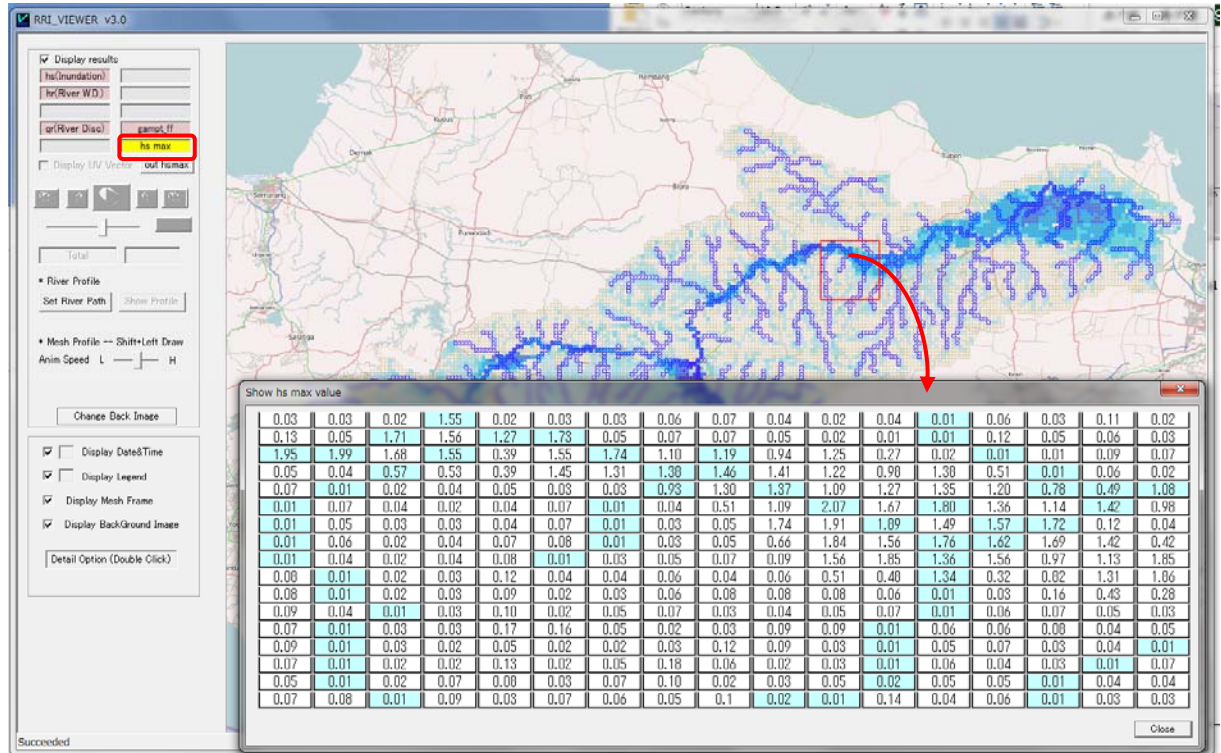 RRI_VIEWER v3.0
Display results
hs(Inundation)
hr(River W.D.)
qr(River Disc) gampt_ff
hs max
Display UV Vector out hsmax
Total
* River Profile
Set River Path Show Profile
* Mesh Profile -- Shift+Left Draw
Anim Speed L H
Change Back Image
Display Date&Time
Display Legend
Display Mesh Frame
Display BackGround Image
Detail Option (Double Click)
Succeeded
Rembang
Pati
Kudus
Demak
Semarang
Blora
Tuban
Purwodadi
Salatiga
Show hs max value
0.03 0.03 0.02 1.55 0.02 0.03 0.03 0.06 0.07 0.04 0.02 0.04 0.01 0.06 0.03 0.11 0.02
0.13 0.05 1.71 1.56 1.27 1.73 0.05 0.07 0.07 0.05 0.02 0.01 0.01 0.12 0.05 0.06 0.03
1.95 1.99 1.68 1.55 0.39 1.55 1.74 1.10 1.19 0.94 1.25 0.27 0.02 0.01 0.01 0.09 0.07
0.05 0.04 0.57 0.53 0.39 1.45 1.31 1.38 1.46 1.41 1.22 0.98 1.38 0.51 0.01 0.06 0.02
0.07 0.01 0.02 0.04 0.05 0.03 0.03 0.93 1.30 1.37 1.09 1.27 1.35 1.20 0.78 0.49 1.08
0.01 0.07 0.04 0.02 0.04 0.07 0.01 0.04 0.51 1.09 2.07 1.67 1.80 1.36 1.14 1.42 0.98
0.01 0.05 0.03 0.03 0.04 0.07 0.01 0.03 0.05 1.74 1.91 1.89 1.49 1.57 1.72 0.12 0.04
0.01 0.06 0.02 0.04 0.07 0.08 0.01 0.03 0.05 0.66 1.84 1.56 1.76 1.62 1.69 1.42 0.42
0.01 0.04 0.02 0.04 0.08 0.01 0.03 0.05 0.07 0.09 1.56 1.85 1.36 1.56 0.97 1.13 1.85
0.08 0.01 0.02 0.03 0.12 0.04 0.04 0.06 0.04 0.06 0.51 0.48 1.34 0.32 0.82 1.31 1.86
0.08 0.01 0.02 0.03 0.09 0.02 0.03 0.06 0.08 0.08 0.08 0.06 0.01 0.03 0.16 0.43 0.28
0.09 0.04 0.01 0.03 0.10 0.02 0.05 0.07 0.03 0.04 0.05 0.07 0.01 0.06 0.07 0.05 0.03
0.07 0.01 0.03 0.03 0.17 0.16 0.05 0.02 0.03 0.09 0.09 0.01 0.06 0.06 0.08 0.04 0.05
0.09 0.01 0.03 0.02 0.05 0.02 0.02 0.03 0.12 0.09 0.03 0.01 0.05 0.07 0.03 0.04 0.01
0.07 0.01 0.02 0.02 0.13 0.02 0.05 0.18 0.06 0.02 0.03 0.01 0.06 0.04 0.03 0.01 0.07
0.05 0.01 0.02 0.07 0.08 0.03 0.07 0.10 0.02 0.03 0.05 0.02 0.05 0.05 0.01 0.04 0.04
0.07 0.08 0.01 0.09 0.03 0.07 0.06 0.05 0.1 0.02 0.01 0.14 0.04 0.06 0.01 0.03 0.03
Close